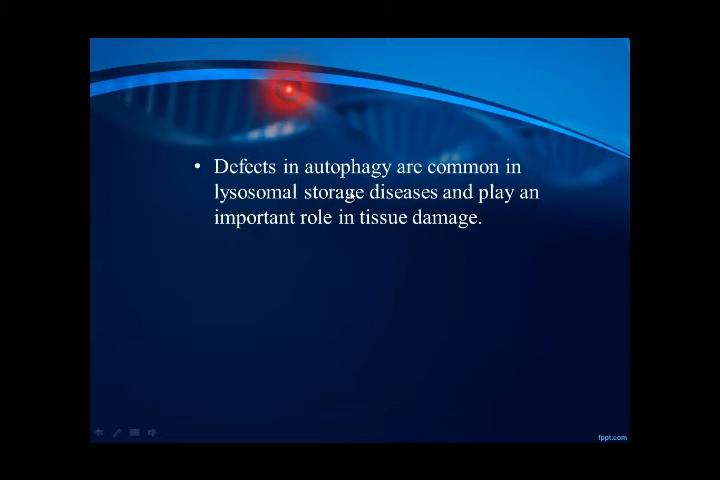 • Defects in autophagy are common in
lysosomal storage diseases and play an
important role in tissue damage.
fppt.com